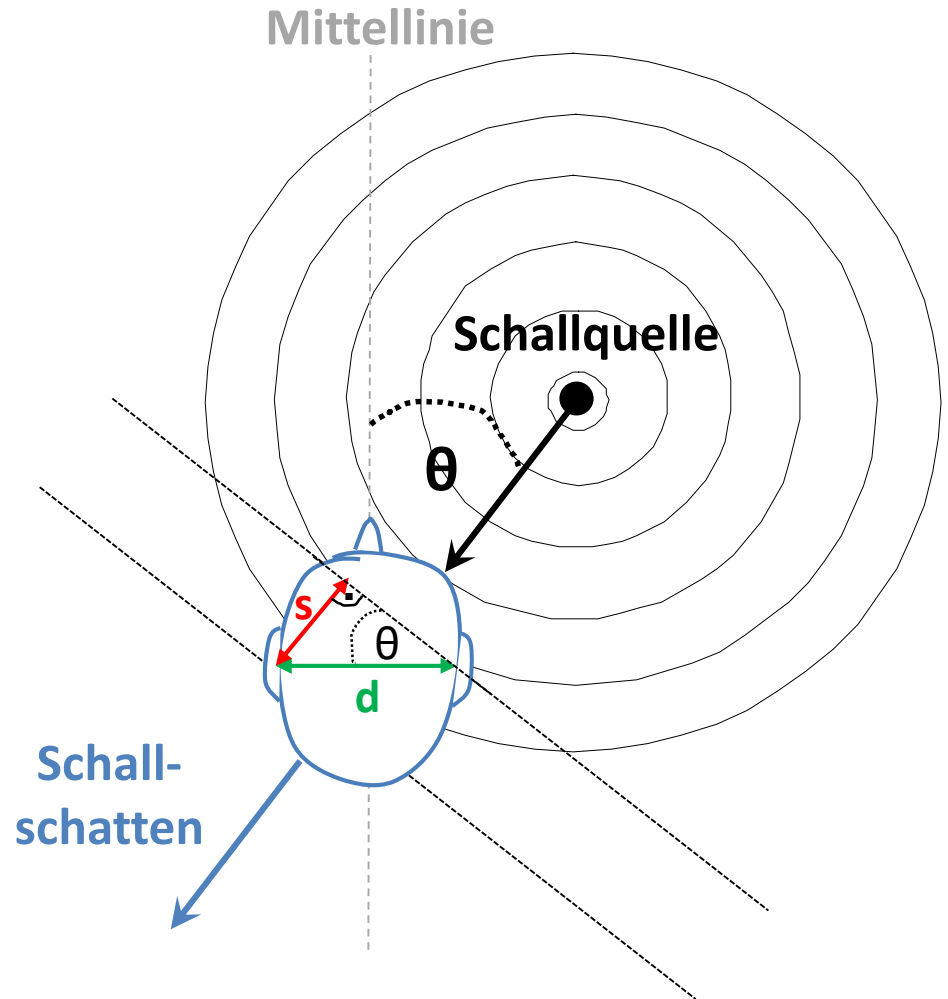 Mittellinie
Schallquelle
θ
s
θ
d
Schall-
schatten